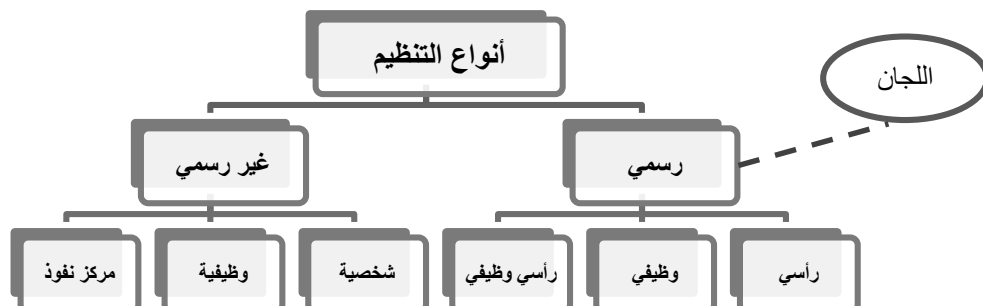 أنواع التنظيم
اللجان
رسمي
غير رسمي
رأسي
وظيفي
رأسي وظيفي
شخصية
وظيفية
مركز نفوذ